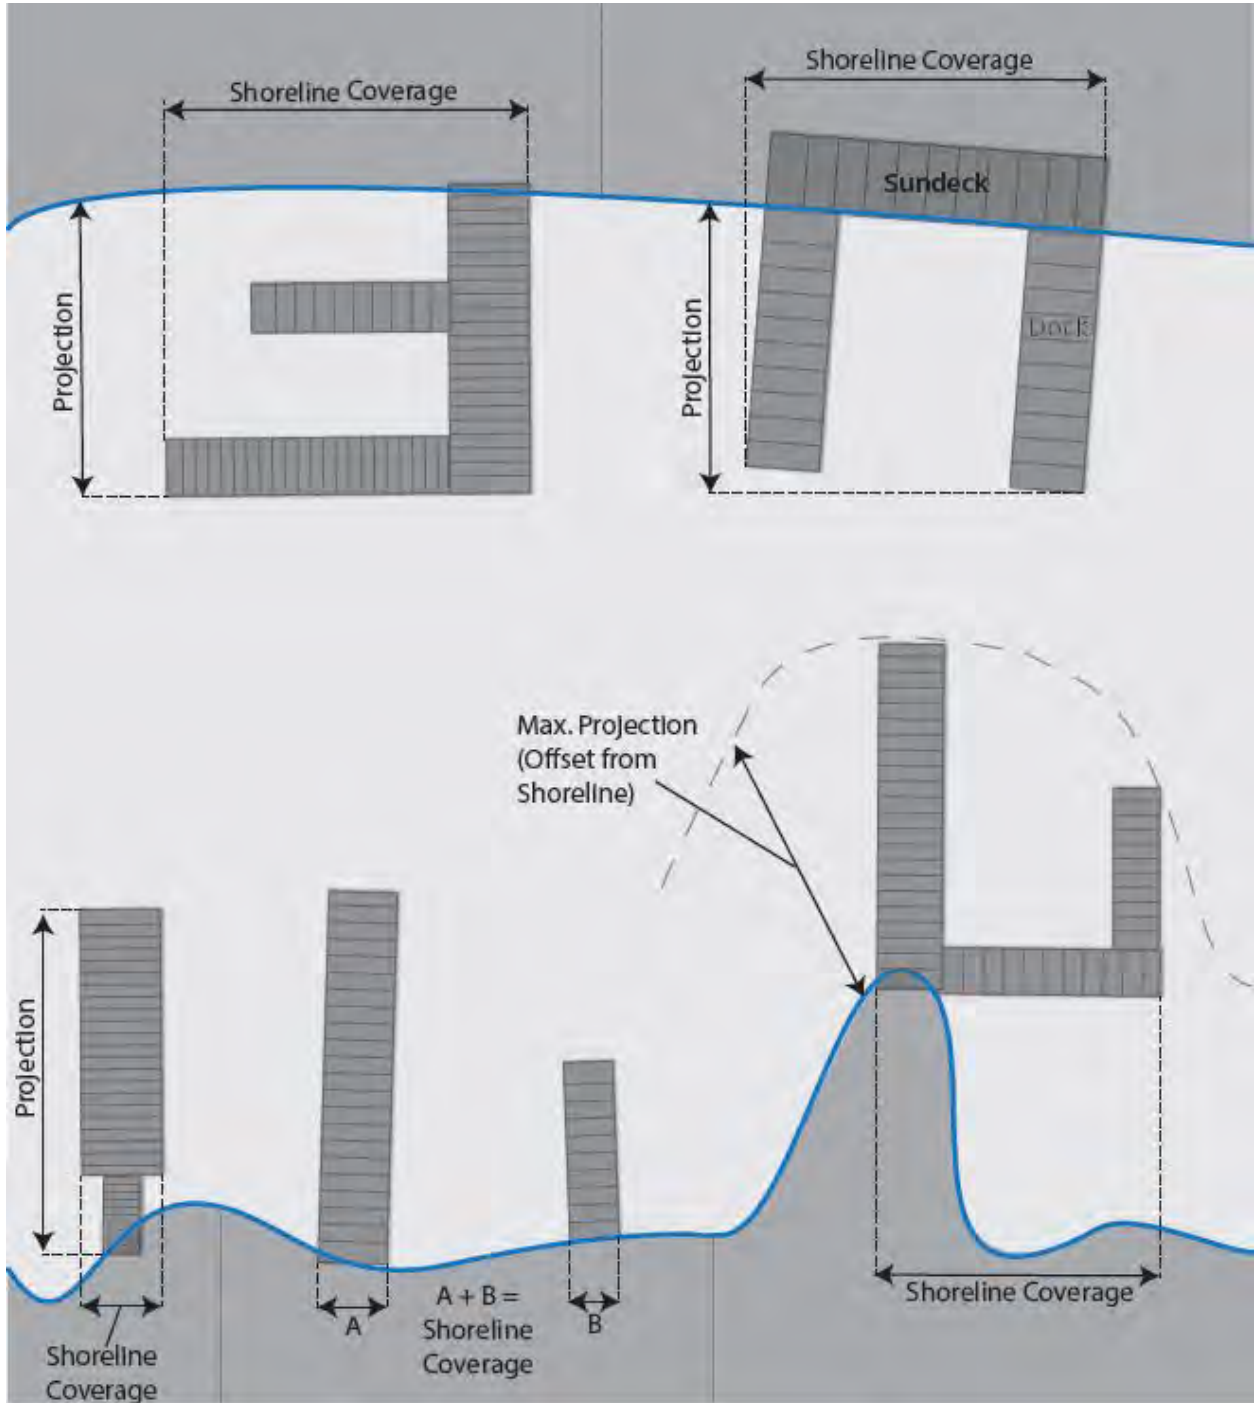 Shoreline Coverage
Shoreline Coverage
Sundeck
Projection
Projection
Dock
Max. Projection
(Offset from
Shoreline)
Projection
A
A + B =
Shoreline
Coverage
B
Shoreline Coverage
Shoreline
Coverage